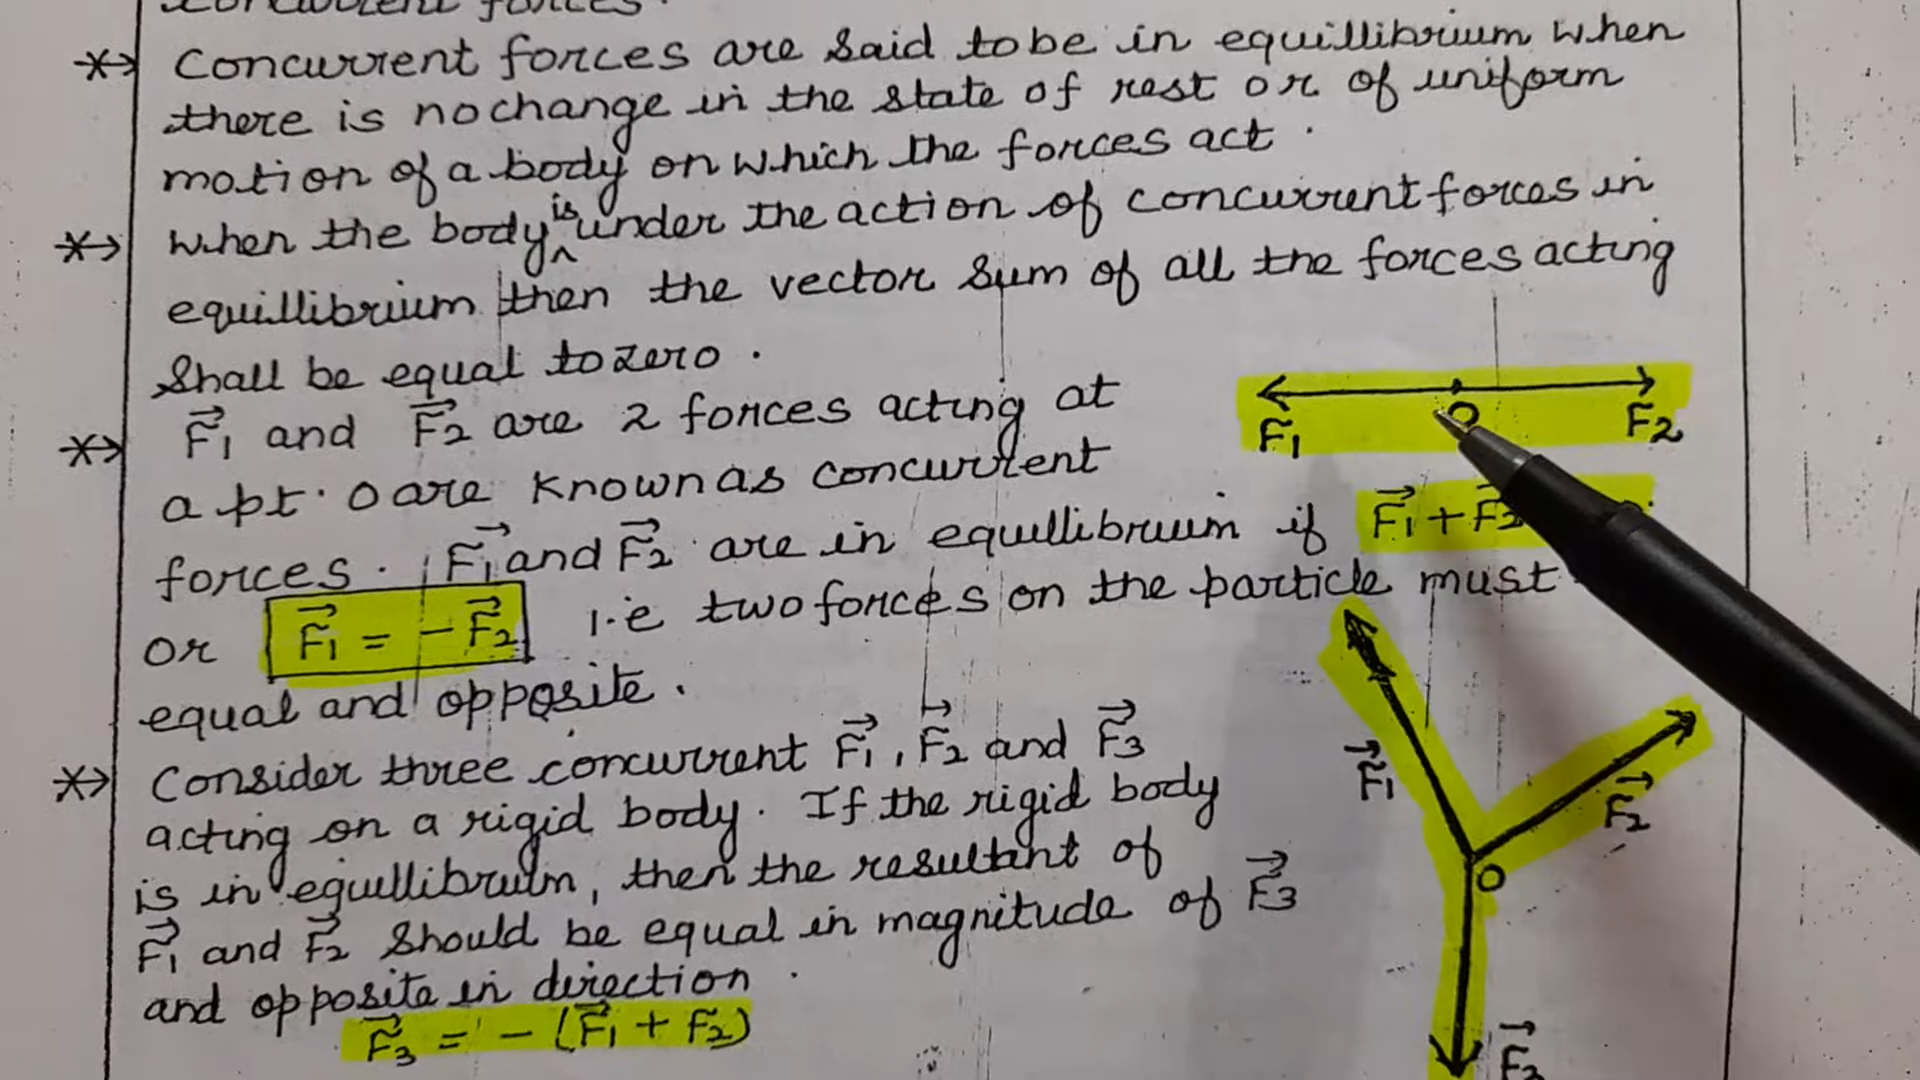 concurrent forces.
*→ Concurrent forces are said to be in equillibrium when
there is no change in the state of rest or of uniform
motion of a body on which the forces act.
*→ when the body is under the action of concurrent forces in
equillibrium then the vector sum of all the forces acting
shall be equal to zero.
*→ F⃗1 and F⃗2 are 2 forces acting at
a pt. O are known as concurrent
forces. F⃗1 and F⃗2 are in equillibrium if F⃗1 + F⃗2
or F⃗1 = -F⃗2 i.e two forces on the particle must
equal and opposite.
*→ Consider three concurrent F⃗1, F⃗2 and F⃗3
acting on a rigid body. If the rigid body
is in equillibrium, then the resultant of
F⃗1 and F⃗2 should be equal in magnitude of F⃗3
and opposite in direction.
F⃗3 = - (F⃗1 + F2)
F1 O F2
F⃗1
F⃗2
O
F⃗3